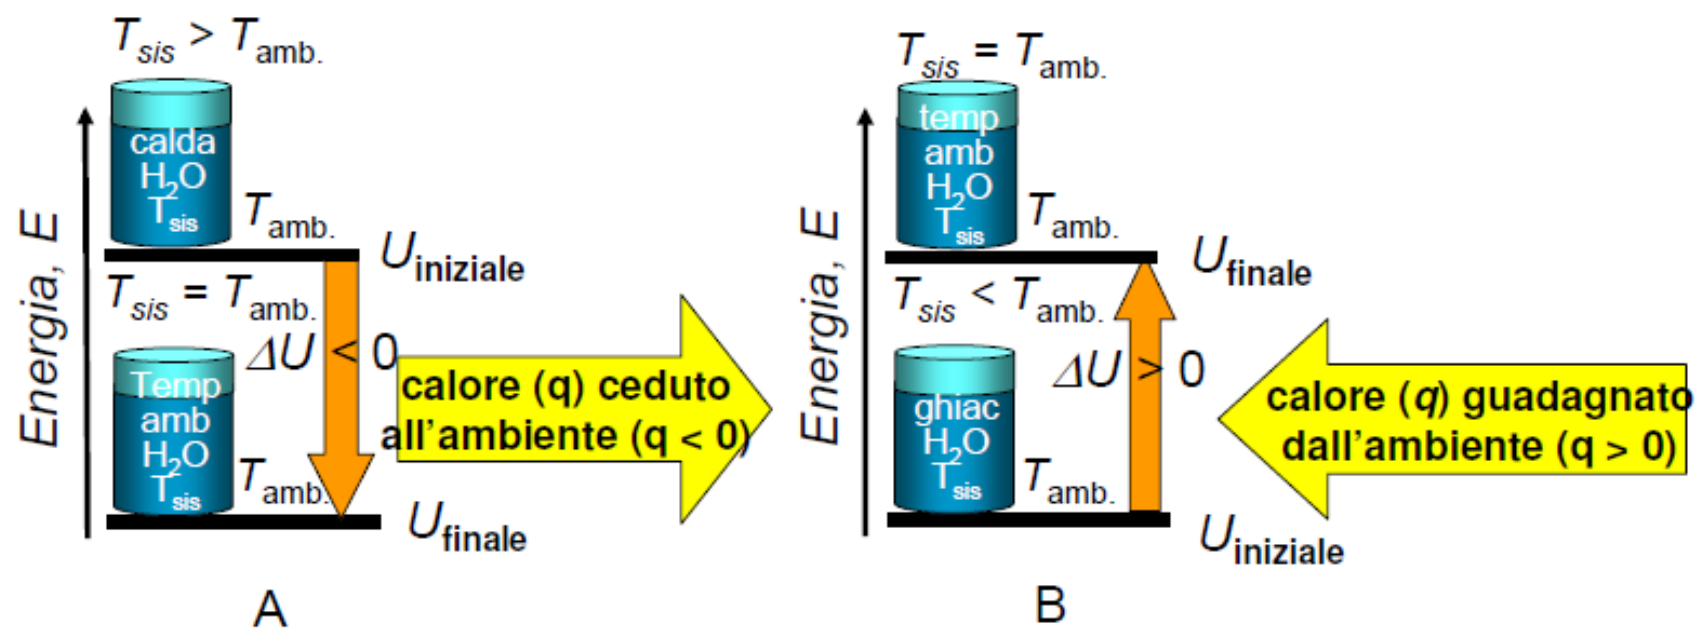 Tsis > Tamb.
calda
H2O
Tsis
Tamb.
Uiniziale
Energia, E
Tsis = Tamb.
ΔU < 0
Temp
amb
H2O
Tsis
Tamb.
Ufinale
calore (q) ceduto
all'ambiente (q < 0)
A
Tsis = Tamb.
temp
amb
H2O
Tsis
Tamb.
Ufinale
Energia, E
Tsis < Tamb.
ΔU > 0
ghiac
H2O
Tsis
Tamb.
Uiniziale
calore (q) guadagnato
dall'ambiente (q > 0)
B